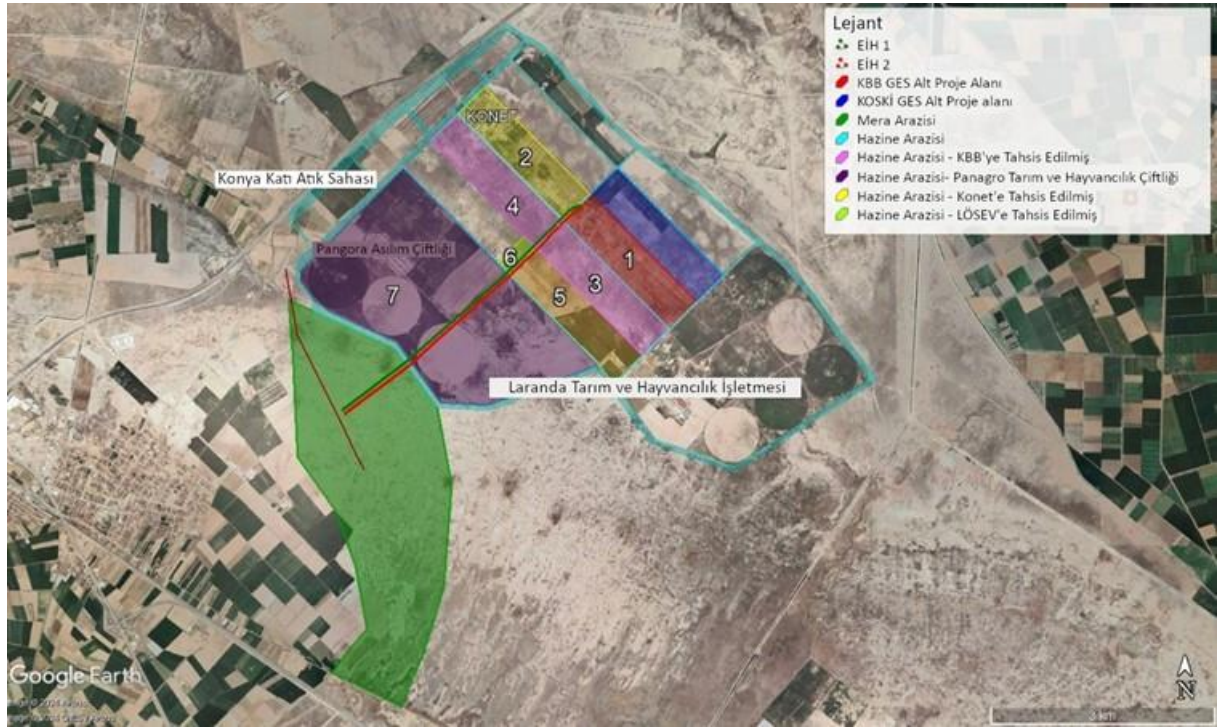 Lejant
EİH 1
EİH 2
KBB GES Alt Proje Alanı
KOSKİ GES Alt Proje alanı
Mera Arazisi
Hazine Arazisi
Hazine Arazisi - KBB'ye Tahsis Edilmiş
Hazine Arazisi- Panagro Tarım ve Hayvancılık Çiftliği
Hazine Arazisi - Konet'e Tahsis Edilmiş
Hazine Arazisi - LÖSEV'e Tahsis Edilmiş
KONET
2
Konya Katı Atık Sahası
4
Pangora Asilım Çiftliği
6
1
3
7
5
Laranda Tarım ve Hayvancılık İşletmesi
Google Earth
N
3 km